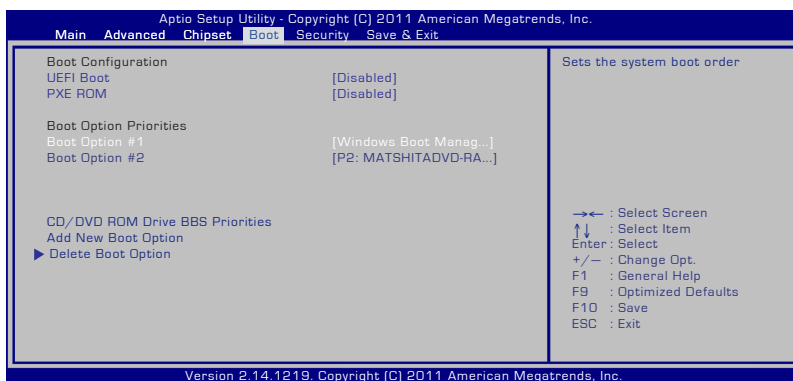 Aptio Setup Utility - Copyright (C) 2011 American Megatrends, Inc.
Main Advanced Chipset Boot Security Save & Exit
Boot Configuration
UEFI Boot [Disabled]
PXE ROM [Disabled]
Boot Option Priorities
Boot Option #1 [Windows Boot Manag...]
Boot Option #2 [P2: MATSHITADVD-RA...]
CD/DVD ROM Drive BBS Priorities
Add New Boot Option
▶ Delete Boot Option
Sets the system boot order
→← : Select Screen
↑↓ : Select Item
Enter : Select
+/— : Change Opt.
F1 : General Help
F9 : Optimized Defaults
F10 : Save
ESC : Exit
Version 2.14.1219. Copyright (C) 2011 American Megatrends, Inc.